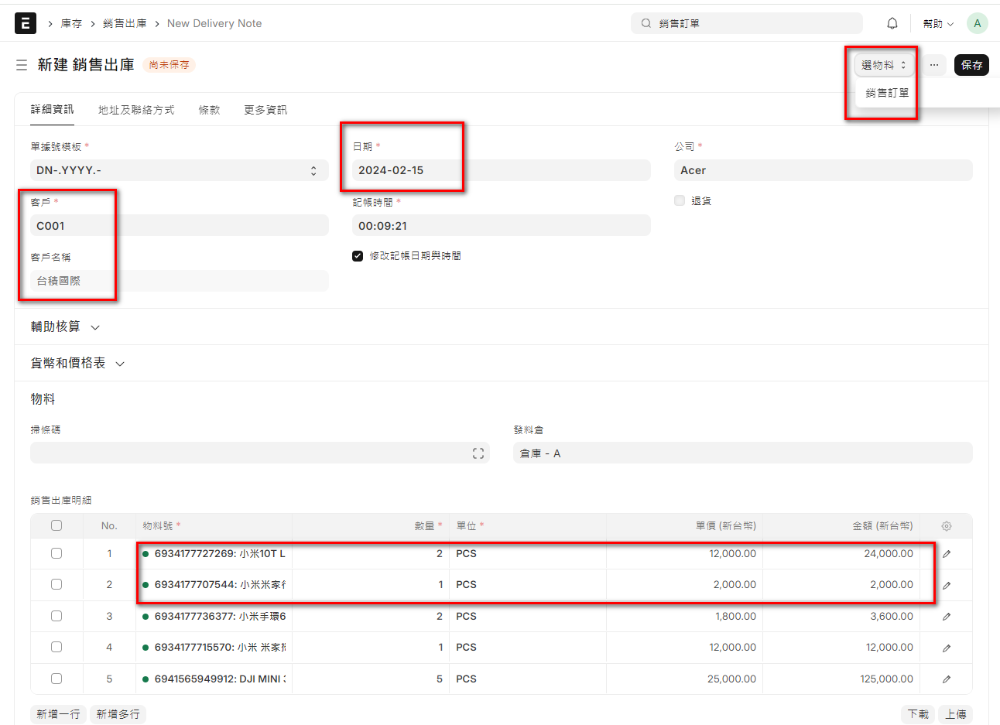 E > 庫存 > 銷售出庫 > New Delivery Note 銷售訂單 幫助 A
新建 銷售出庫 尚未保存 選物料 ... 保存
銷售訂單
詳細資訊 地址及聯絡方式 條款 更多資訊
單據號模板 * 日期 * 公司 *
DN-.YYYY.- 2024-02-15 Acer
客戶 * 記帳時間 * 退貨
C001 00:09:21
客戶名稱 修改記帳日期與時間
台積國際
輔助核算
貨幣和價格表
物料
掃條碼 發料倉
倉庫 - A
銷售出庫明細
No. 物料號 * 數量 * 單位 * 單價 (新台幣) 金額 (新台幣)
1 6934177727269: 小米10T L 2 PCS 12,000.00 24,000.00
2 6934177707544: 小米米家 1 PCS 2,000.00 2,000.00
3 6934177736377: 小米手環6 2 PCS 1,800.00 3,600.00
4 6934177715570: 小米 米家 1 PCS 12,000.00 12,000.00
5 6941565949912: DJI MINI 5 PCS 25,000.00 125,000.00
新增一行 新增多行 下載 上傳